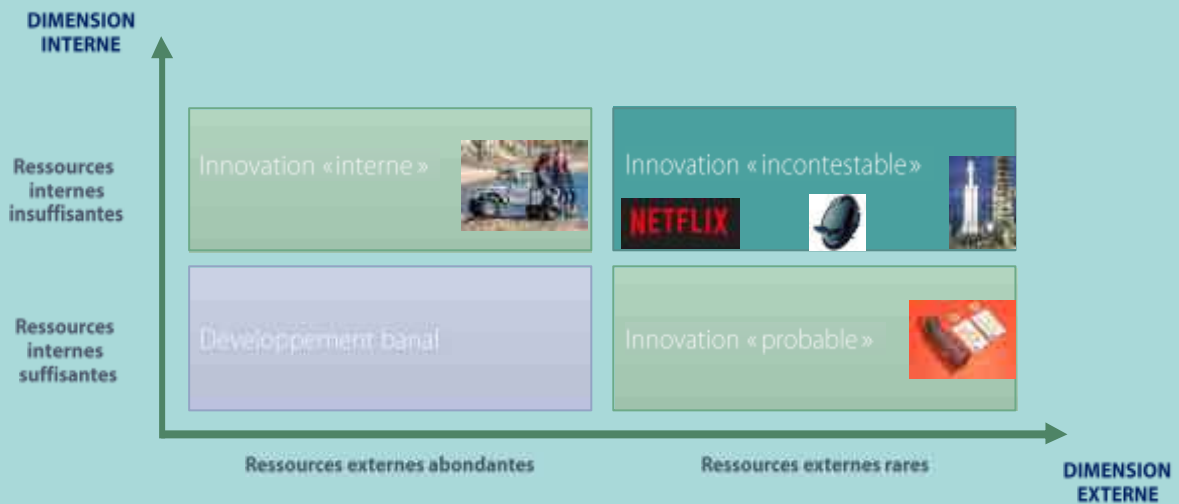 DIMENSION
INTERNE
Ressources
internes
insuffisantes
Innovation «interne»
Innovation «incontestable»
NETFLIX
Ressources
internes
suffisantes
Développement banal
Innovation «probable»
Ressources externes abondantes
Ressources externes rares
DIMENSION
EXTERNE